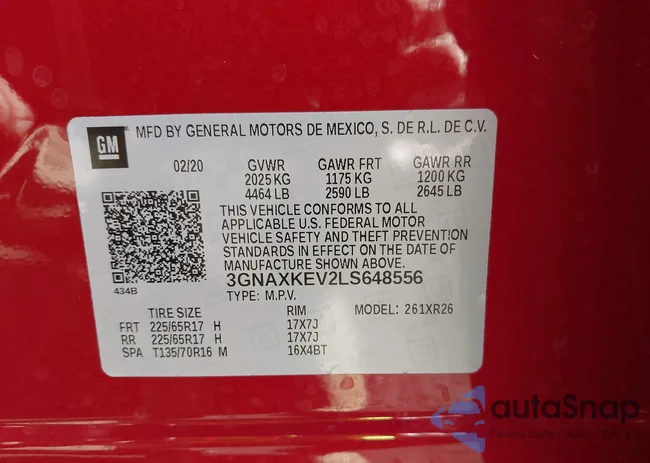 GM MFD BY GENERAL MOTORS DE MEXICO, S. DE R.L. DE C.V.
02/20 GVWR GAWR FRT GAWR RR
2025 KG 1175 KG 1200 KG
4464 LB 2590 LB 2645 LB
THIS VEHICLE CONFORMS TO ALL
APPLICABLE U.S. FEDERAL MOTOR
VEHICLE SAFETY AND THEFT PREVENTION
STANDARDS IN EFFECT ON THE DATE OF
MANUFACTURE SHOWN ABOVE.
434B 3GNAXKEV2LS648556
TYPE: M.P.V.
TIRE SIZE RIM MODEL: 261XR26
FRT 225/65R17 H 17X7J
RR 225/65R17 H 17X7J
SPA T135/70R16 M 16X4BT
autoSnap